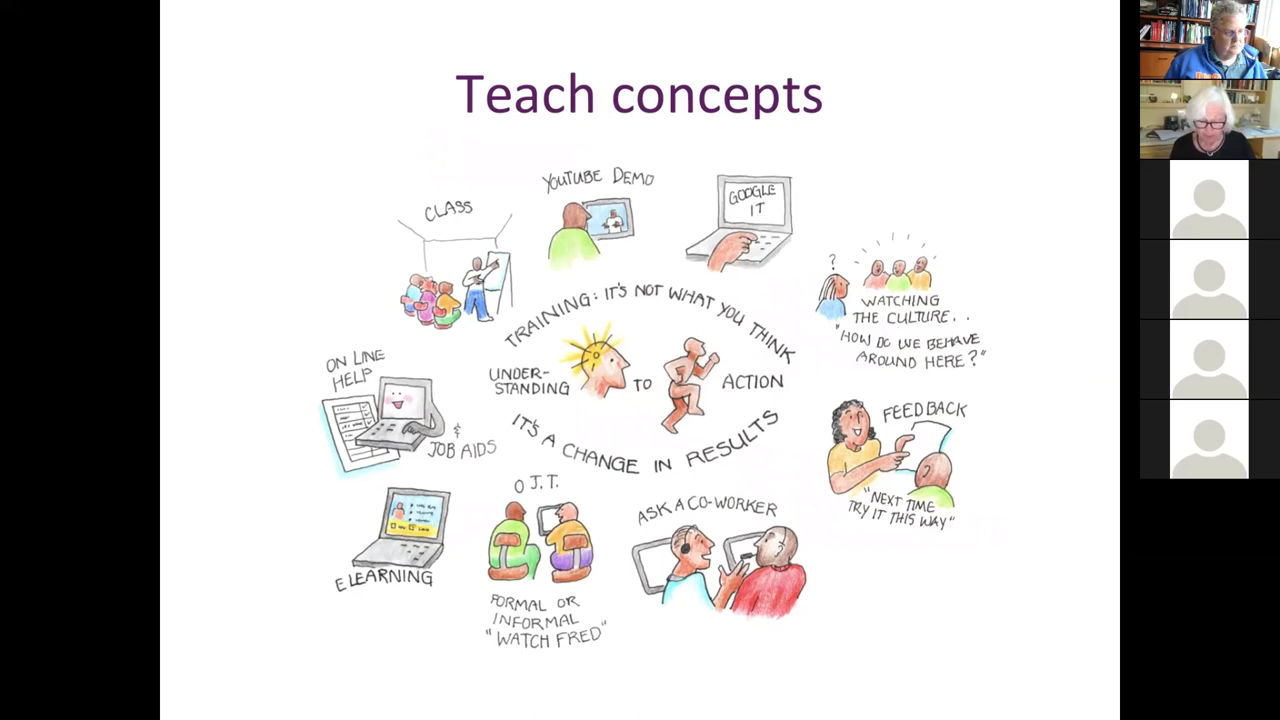 Teach concepts
YOUTUBE DEMO
GOOGLE
IT
CLASS
WATCHING
THE CULTURE. .
"HOW DO WE BEHAVE
AROUND HERE?"
?
TRAINING: IT'S NOT WHAT YOU THINK
UNDER-
STANDING
TO
ACTION
IT'S A CHANGE IN RESULTS
ON LINE
HELP
&
JOB AIDS
FEEDBACK
"NEXT TIME
TRY IT THIS WAY"
O J.T.
FORMAL OR
INFORMAL
"WATCH FRED"
ASK A CO-WORKER
E LEARNING